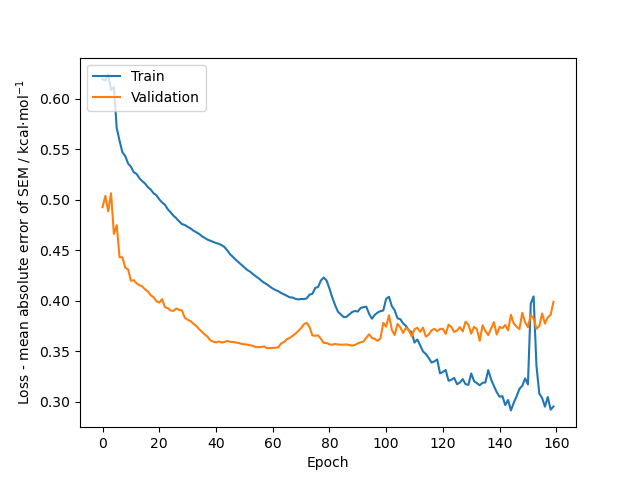 Train
Validation
0.60
0.55
0.50
0.45
0.40
0.35
0.30
Loss - mean absolute error of SEM / kcal·mol⁻¹
0 20 40 60 80 100 120 140 160
Epoch